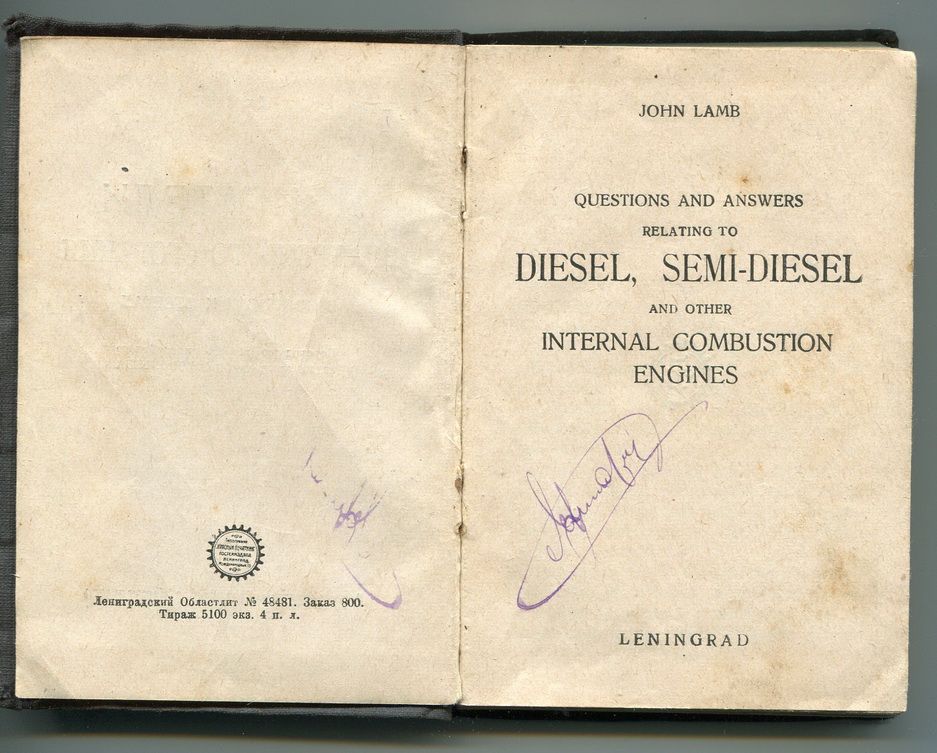 Ленинградский Областлит № 48481. Заказ 800.
Тираж 5100 экз. 4 п. л.
JOHN LAMB
QUESTIONS AND ANSWERS
RELATING TO
DIESEL, SEMI-DIESEL
AND OTHER
INTERNAL COMBUSTION
ENGINES
LENINGRAD